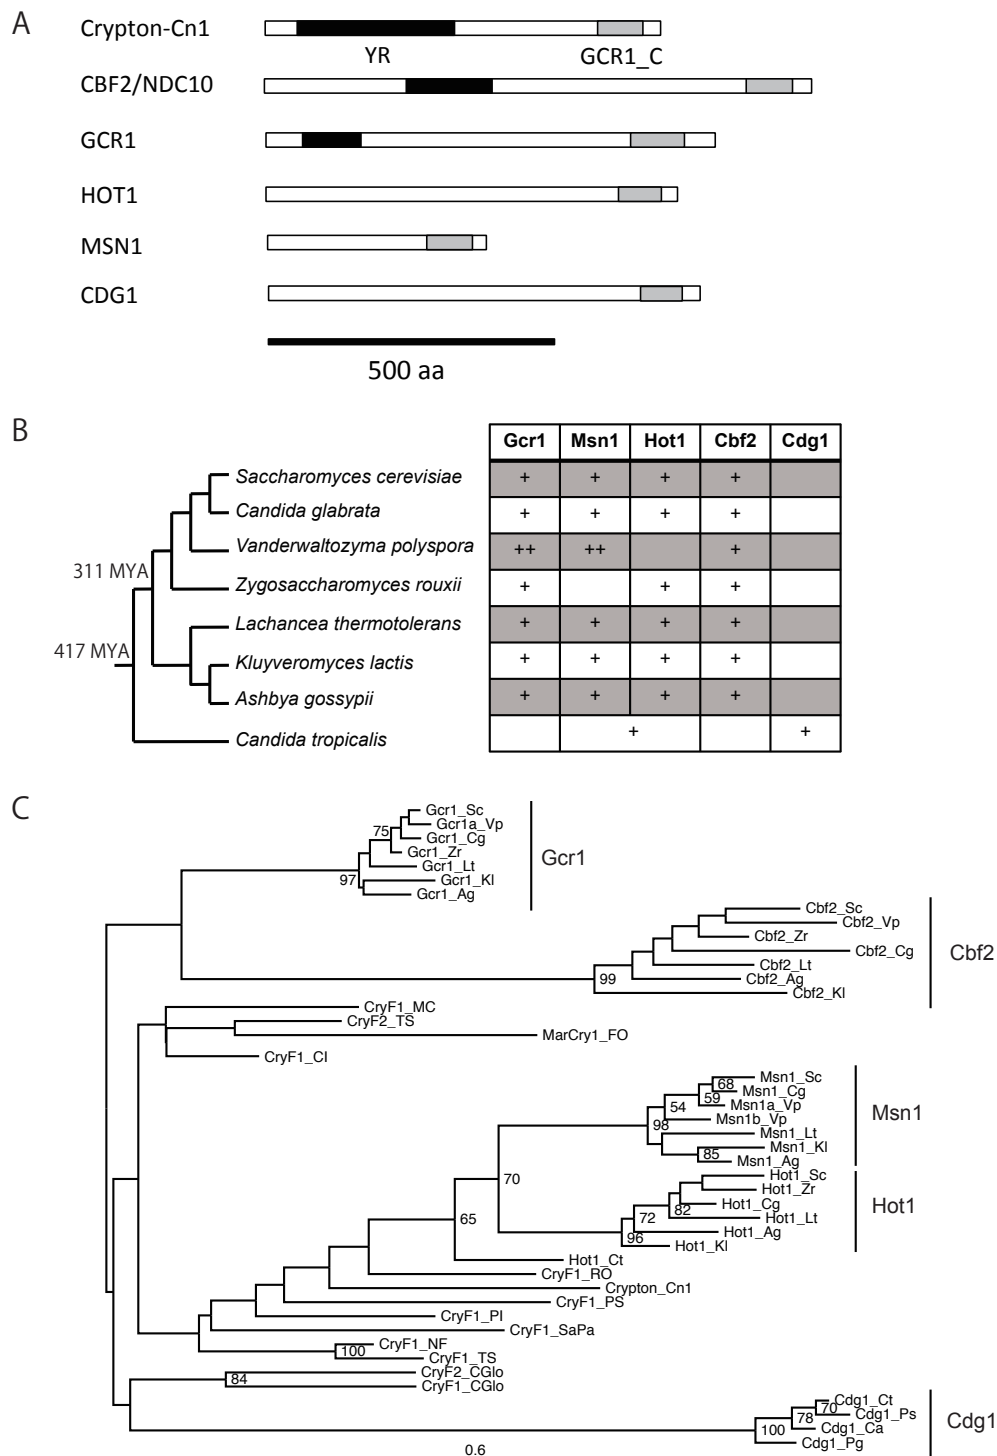 A
Crypton-Cn1
YR
GCR1_C
CBF2/NDC10
GCR1
HOT1
MSN1
CDG1
500 aa
B
Gcr1 Msn1 Hot1 Cbf2 Cdg1
Saccharomyces cerevisiae + + + +
Candida glabrata + + + +
Vanderwaltozyma polyspora ++ ++ +
311 MYA
Zygosaccharomyces rouxii + + +
Lachancea thermotolerans + + + +
417 MYA
Kluyveromyces lactis + + + +
Ashbya gossypii + + + +
Candida tropicalis + +
C
Gcr1_Sc
Gcr1a_Vp
75
Gcr1_Cg
Gcr1_Zr
Gcr1_Lt
97
Gcr1_Kl
Gcr1_Ag
Gcr1
Cbf2_Sc
Cbf2_Vp
Cbf2_Zr
Cbf2_Cg
Cbf2_Lt
99
Cbf2_Ag
Cbf2_Kl
Cbf2
CryF1_MC
CryF2_TS
MarCry1_FO
CryF1_CI
Msn1_Sc
68
Msn1_Cg
59
Msn1a_Vp
54
Msn1b_Vp
98
Msn1_Lt
Msn1_Kl
85
Msn1_Ag
Msn1
70
Hot1_Sc
Hot1_Zr
Hot1_Cg
82
Hot1_Lt
72
Hot1_Ag
96
Hot1_Kl
Hot1
65
Hot1_Ct
CryF1_RO
Crypton_Cn1
CryF1_PS
CryF1_PI
CryF1_SaPa
CryF1_NF
100
CryF1_TS
CryF2_CGlo
84
CryF1_CGlo
Cdg1_Ct
70
Cdg1_Ps
78
Cdg1_Ca
100
Cdg1_Pg
Cdg1
0.6